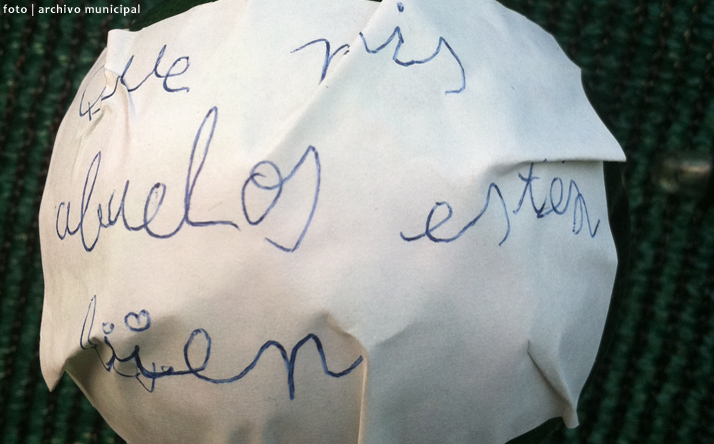 foto | archivo municipal
que mis
abuelos esten
bien